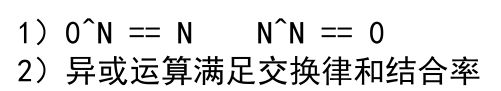 1）0^N == N  N^N == 0
2）异或运算满足交换律和结合率